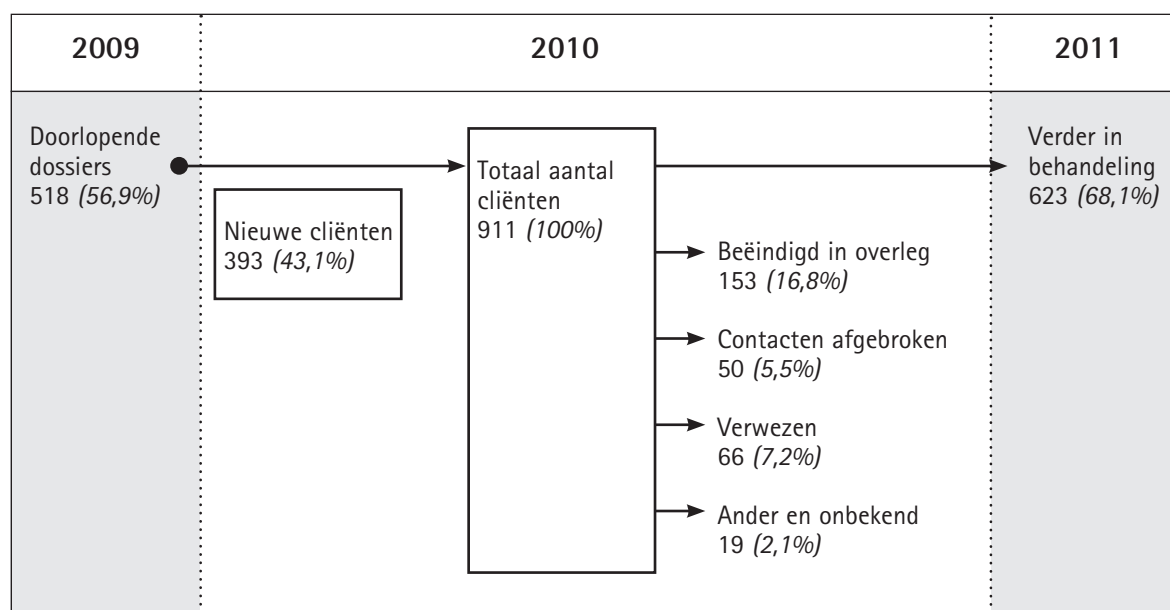 2009
2010
2011
Doorlopende
dossiers
518 (56,9%)
Nieuwe cliënten
393 (43,1%)
Totaal aantal
cliënten
911 (100%)
Beëindigd in overleg
153 (16,8%)
Contacten afgebroken
50 (5,5%)
Verwezen
66 (7,2%)
Ander en onbekend
19 (2,1%)
Verder in
behandeling
623 (68,1%)